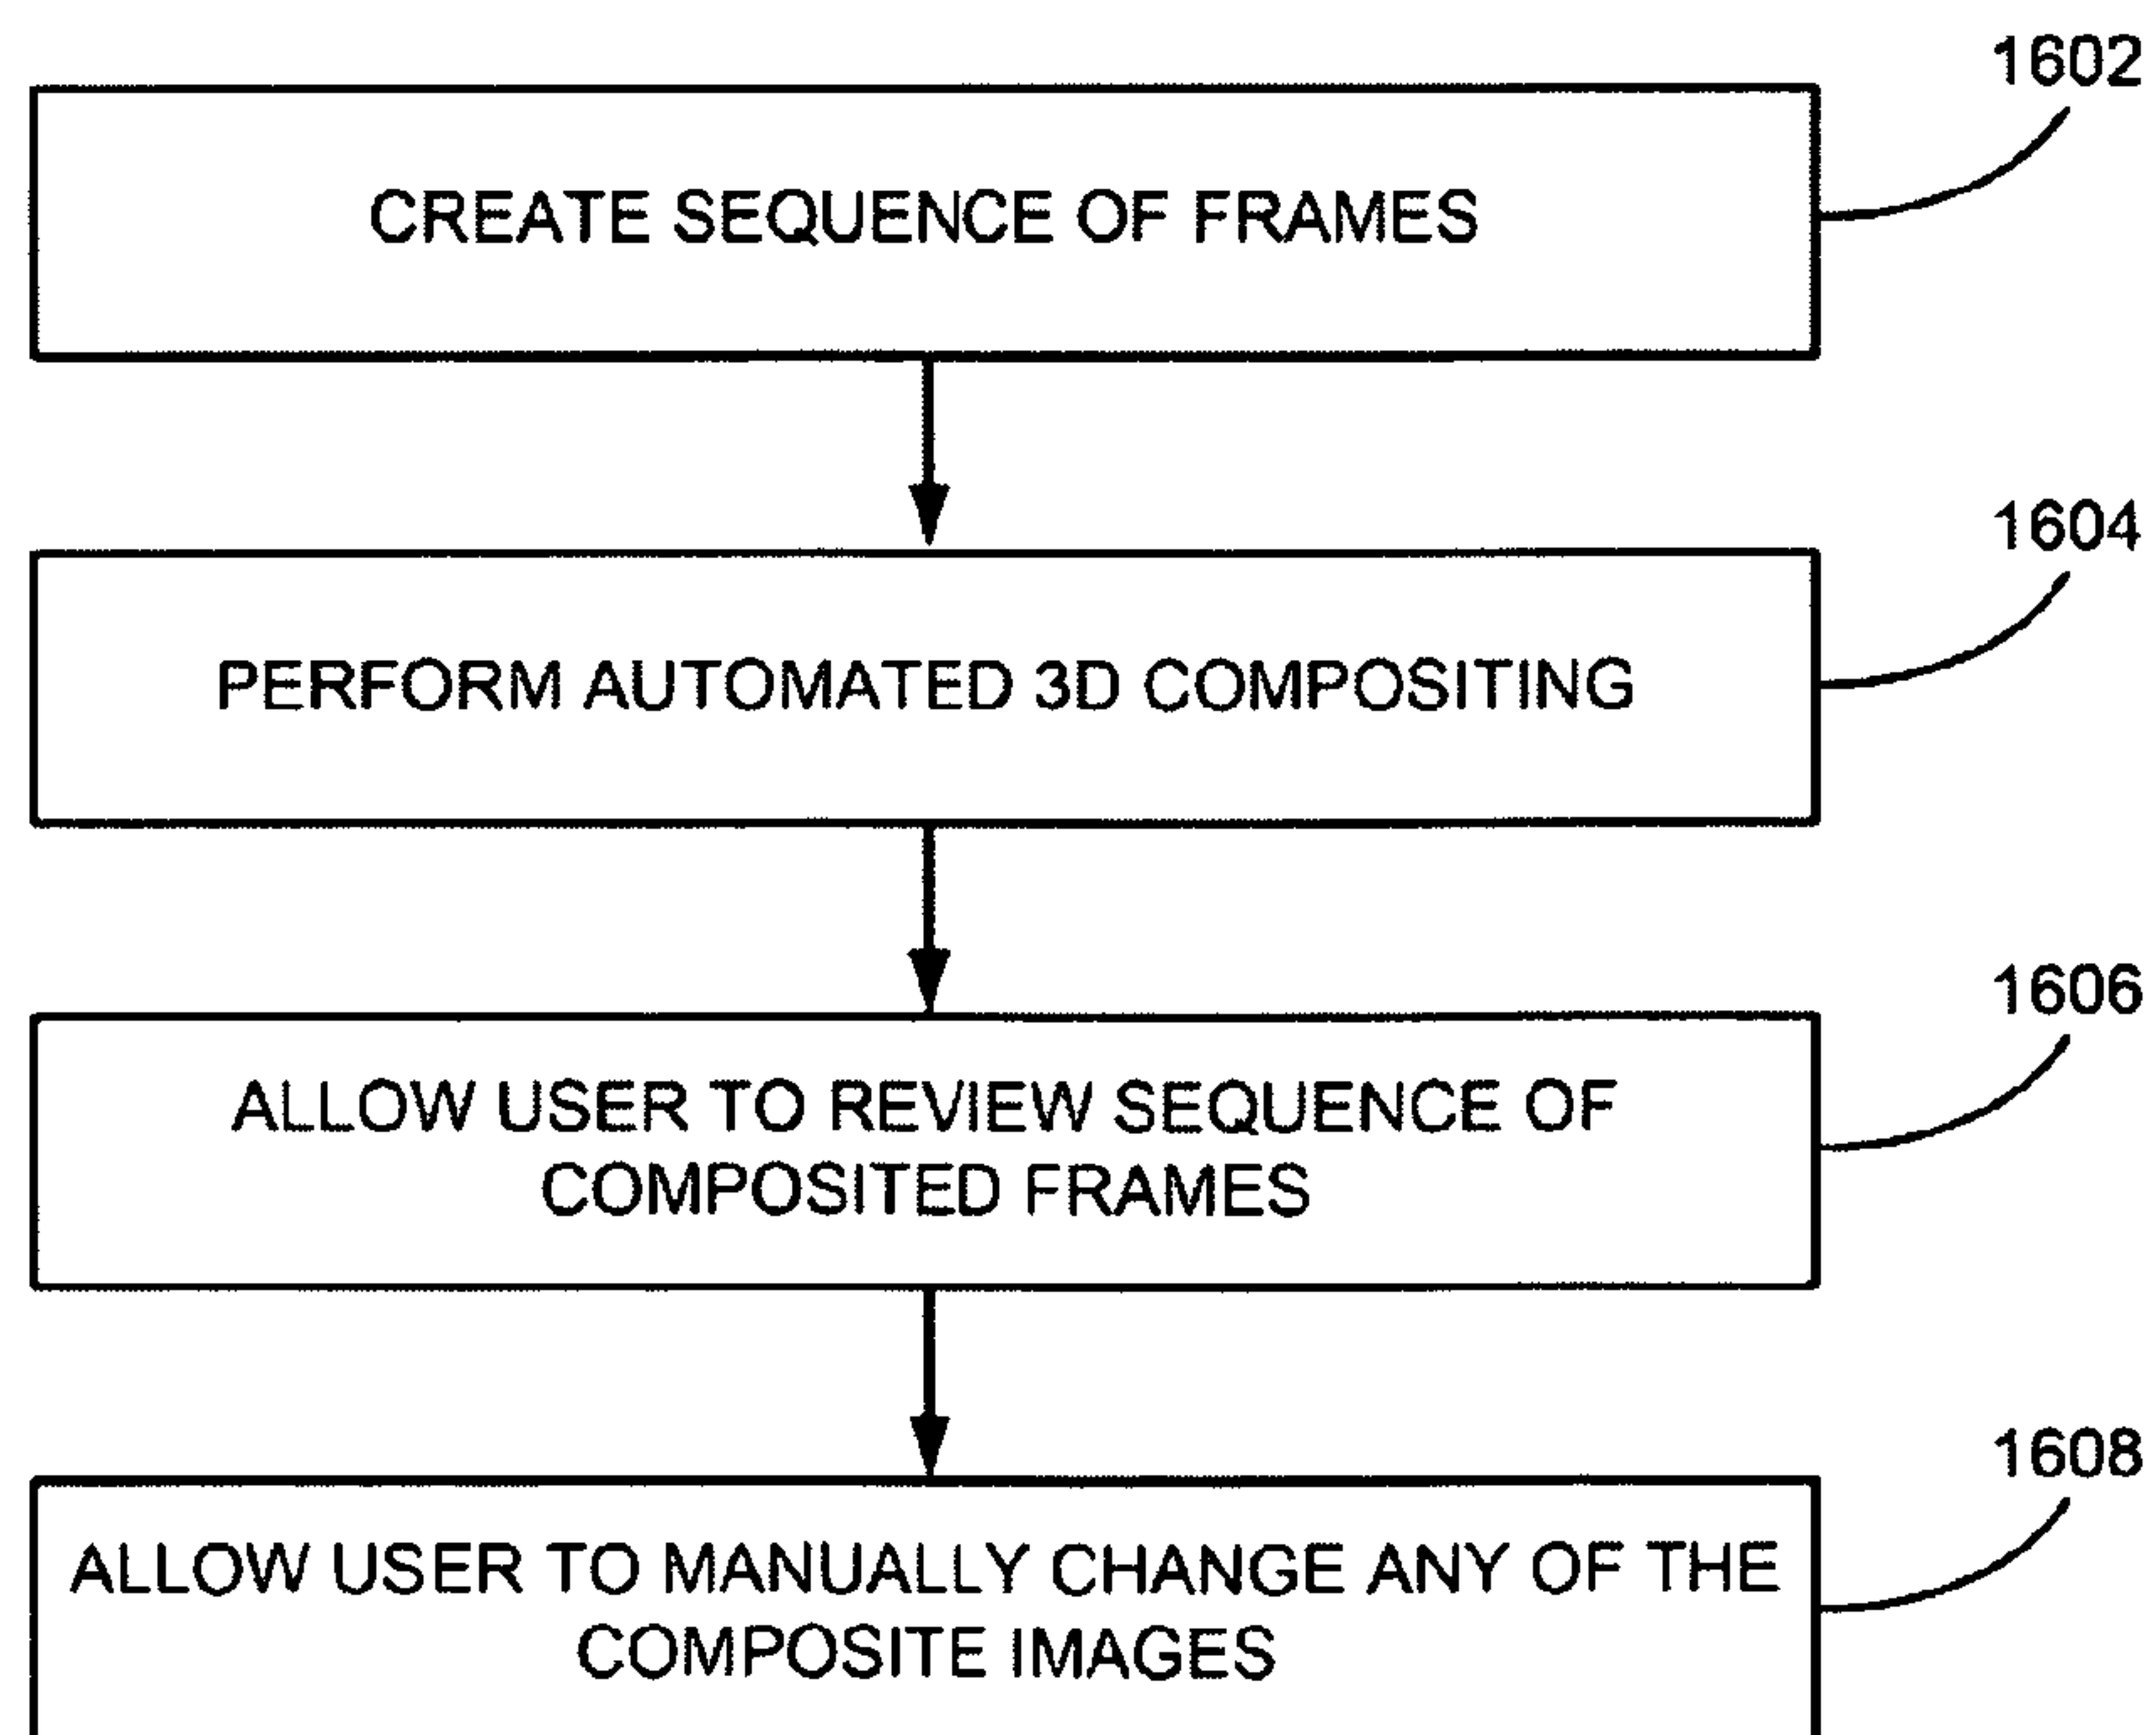 1602
CREATE SEQUENCE OF FRAMES
1604
PERFORM AUTOMATED 3D COMPOSITING
1606
ALLOW USER TO REVIEW SEQUENCE OF
COMPOSITED FRAMES
1608
ALLOW USER TO MANUALLY CHANGE ANY OF THE
COMPOSITE IMAGES